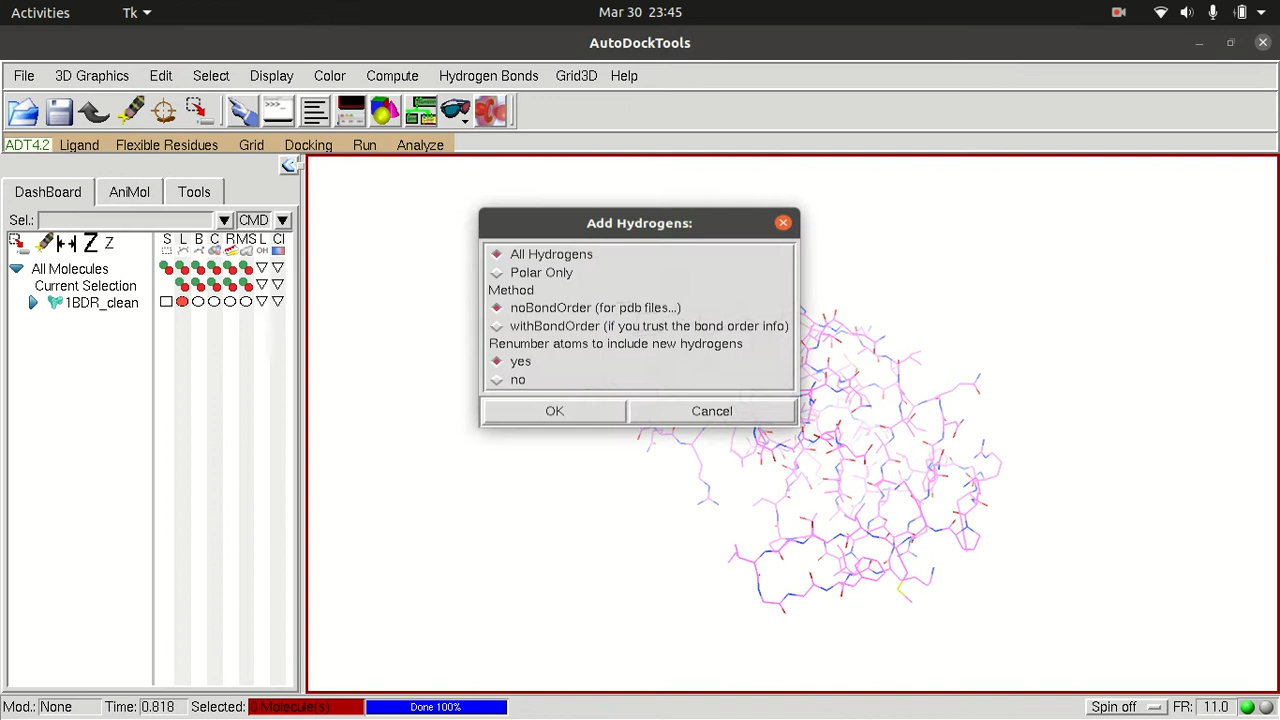 Activities Tk Mar 30 23:45
AutoDockTools
File 3D Graphics Edit Select Display Color Compute Hydrogen Bonds Grid3D Help
>>>_
ADT4.2 Ligand Flexible Residues Grid Docking Run Analyze
DashBoard AniMol Tools
Sel.: CMD
Z Z S L B C R MS L Cl
All Molecules
Current Selection
1BDR_clean
Add Hydrogens:
All Hydrogens
Polar Only
Method
noBondOrder (for pdb files...)
withBondOrder (if you trust the bond order info)
Renumber atoms to include new hydrogens
yes
no
OK Cancel
Mod.: None Time: 0.818 Selected: 0 Molecule(s) Done 100% Spin off FR: 11.0